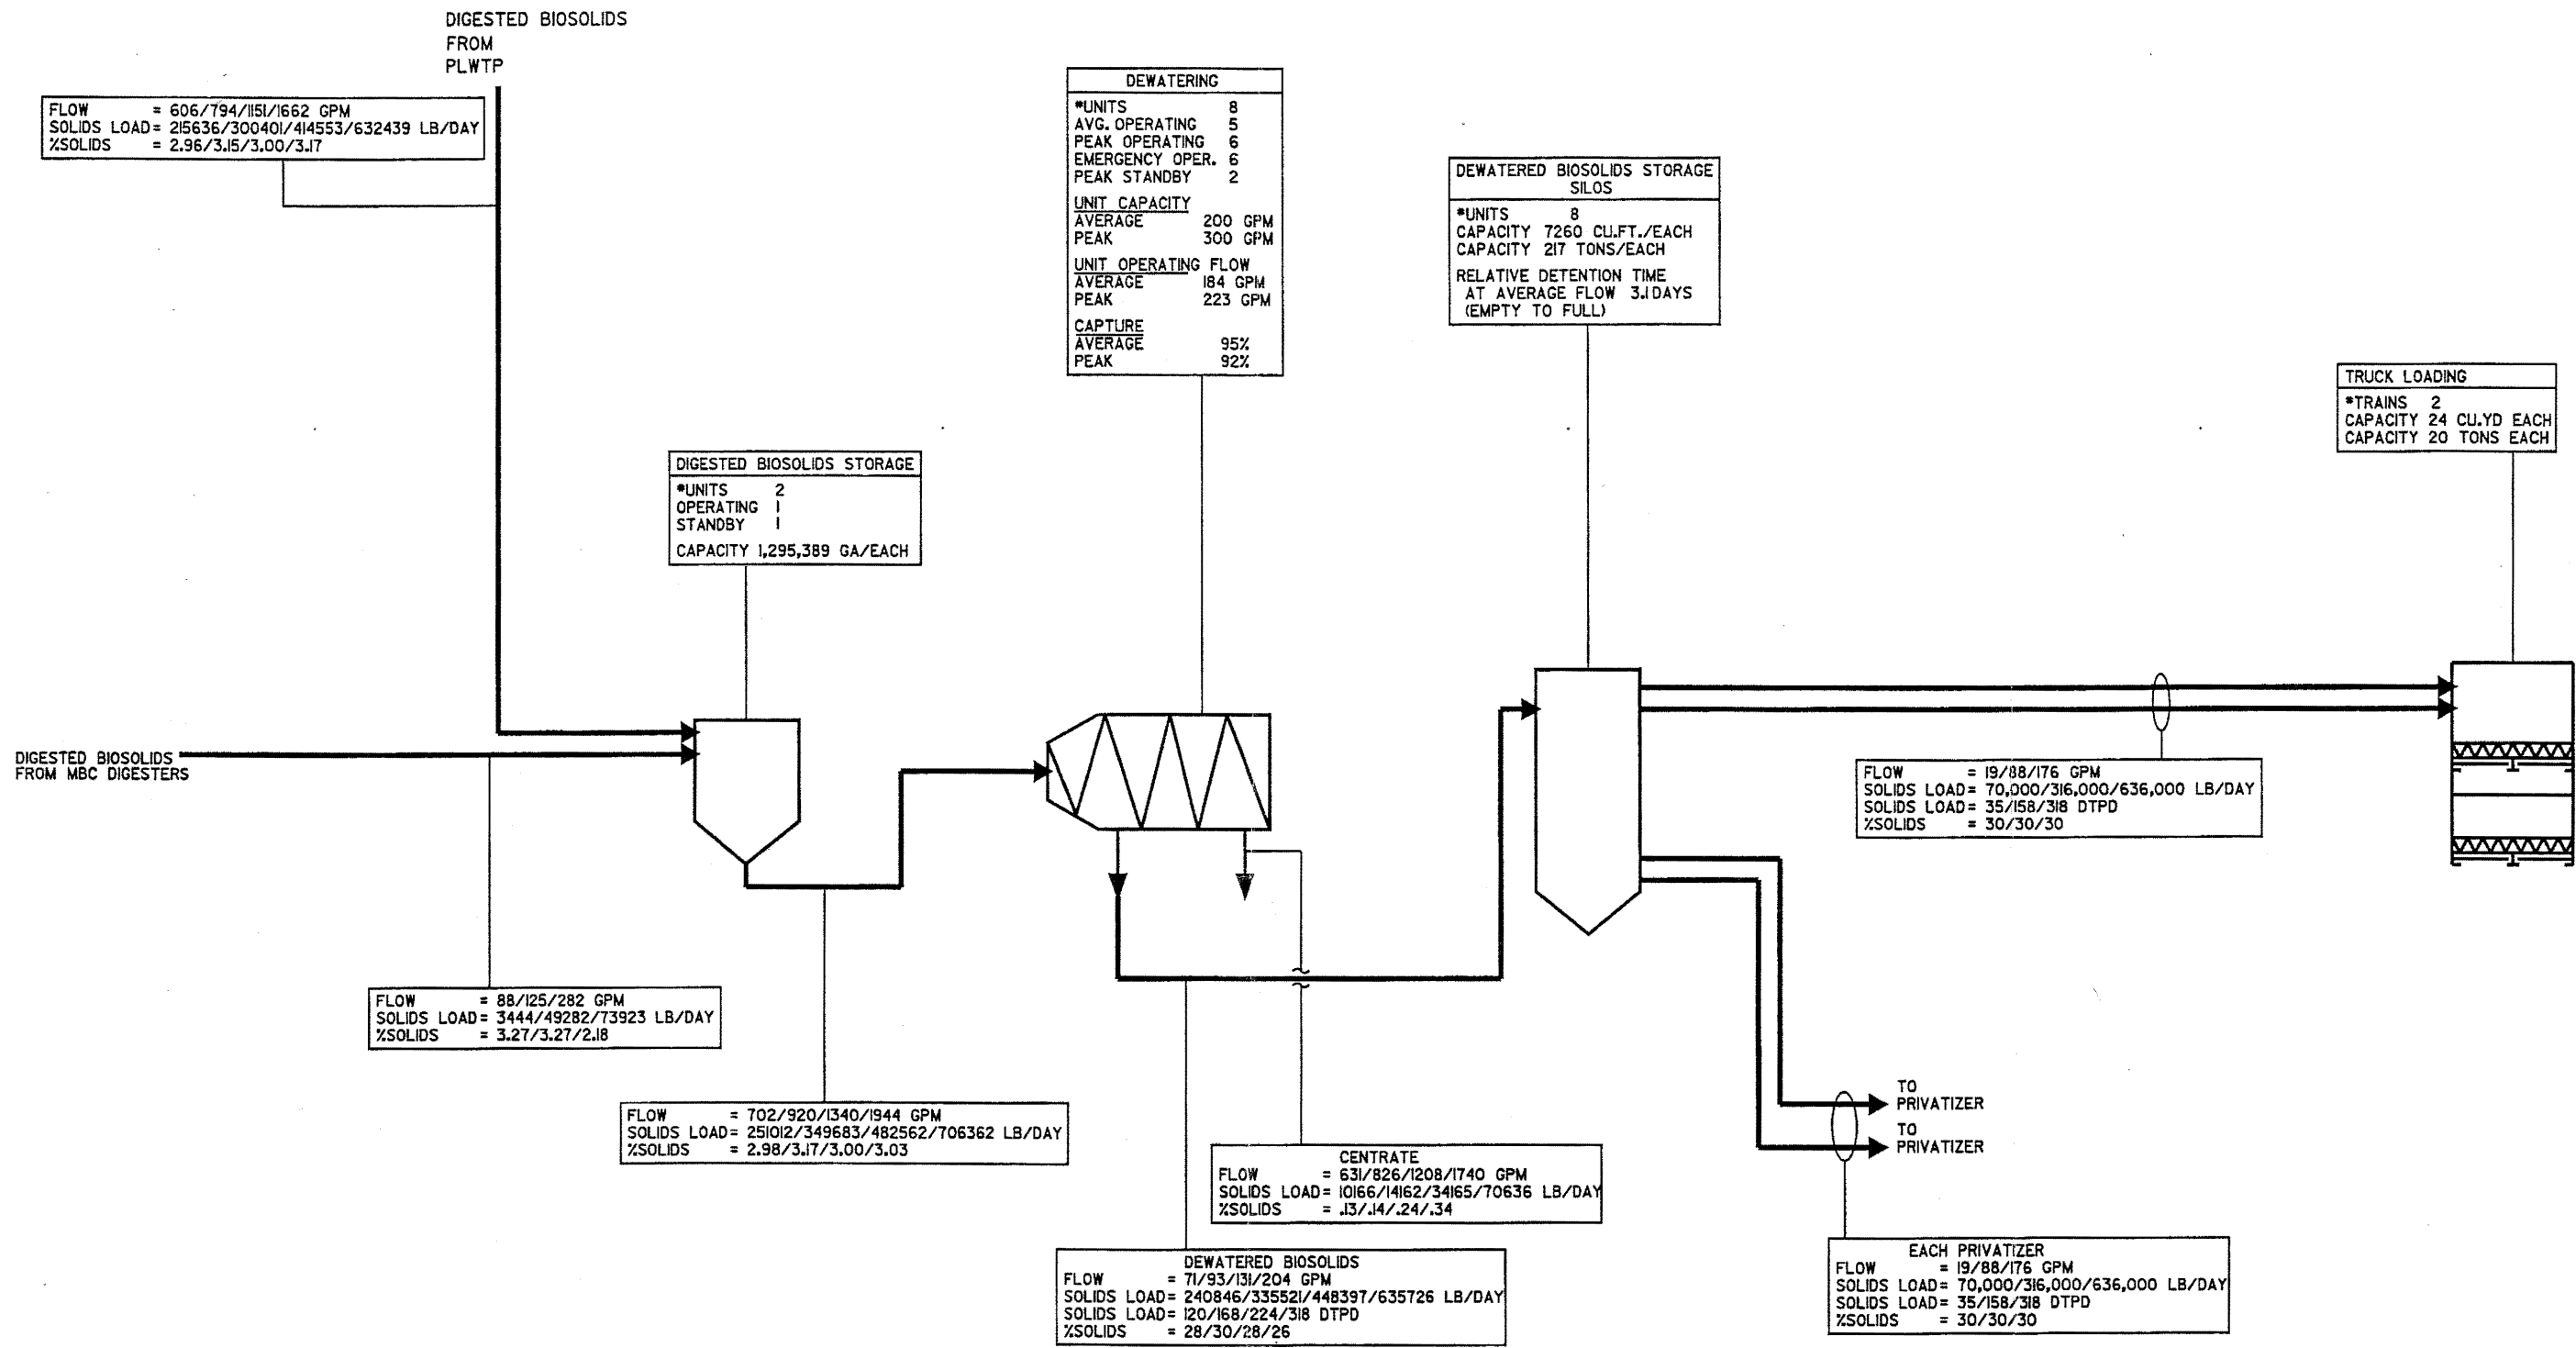 DIGESTED BIOSOLIDS
FROM
PLWTP
FLOW = 606/794/1151/1662 GPM
SOLIDS LOAD= 215636/300401/414553/632439 LB/DAY
%SOLIDS = 2.96/3.15/3.00/3.17
DEWATERING
*UNITS 8
AVG. OPERATING 5
PEAK OPERATING 6
EMERGENCY OPER. 6
PEAK STANDBY 2
UNIT CAPACITY
AVERAGE 200 GPM
PEAK 300 GPM
UNIT OPERATING FLOW
AVERAGE 184 GPM
PEAK 223 GPM
CAPTURE
AVERAGE 95%
PEAK 92%
DEWATERED BIOSOLIDS STORAGE
SILOS
*UNITS 8
CAPACITY 7260 CU.FT./EACH
CAPACITY 217 TONS/EACH
RELATIVE DETENTION TIME
AT AVERAGE FLOW 3.1 DAYS
(EMPTY TO FULL)
TRUCK LOADING
*TRAINS 2
CAPACITY 24 CU.YD EACH
CAPACITY 20 TONS EACH
DIGESTED BIOSOLIDS STORAGE
*UNITS 2
OPERATING 1
STANDBY 1
CAPACITY 1,295,389 GA/EACH
DIGESTED BIOSOLIDS
FROM MBC DIGESTERS
FLOW = 19/88/176 GPM
SOLIDS LOAD= 70,000/316,000/636,000 LB/DAY
SOLIDS LOAD= 35/158/318 DTPD
%SOLIDS = 30/30/30
FLOW = 88/125/282 GPM
SOLIDS LOAD= 3444/49282/73923 LB/DAY
%SOLIDS = 3.27/3.27/2.18
FLOW = 702/920/1340/1944 GPM
SOLIDS LOAD= 251012/349683/482562/706362 LB/DAY
%SOLIDS = 2.98/3.17/3.00/3.03
TO
PRIVATIZER
TO
PRIVATIZER
CENTRATE
FLOW = 631/826/1208/1740 GPM
SOLIDS LOAD= 10166/14162/34165/70636 LB/DAY
%SOLIDS = .13/.14/.24/.34
DEWATERED BIOSOLIDS
FLOW = 71/93/131/204 GPM
SOLIDS LOAD= 240846/335521/448397/635726 LB/DAY
SOLIDS LOAD= 120/168/224/318 DTPD
%SOLIDS = 28/30/28/26
EACH PRIVATIZER
FLOW = 19/88/176 GPM
SOLIDS LOAD= 70,000/316,000/636,000 LB/DAY
SOLIDS LOAD= 35/158/318 DTPD
%SOLIDS = 30/30/30